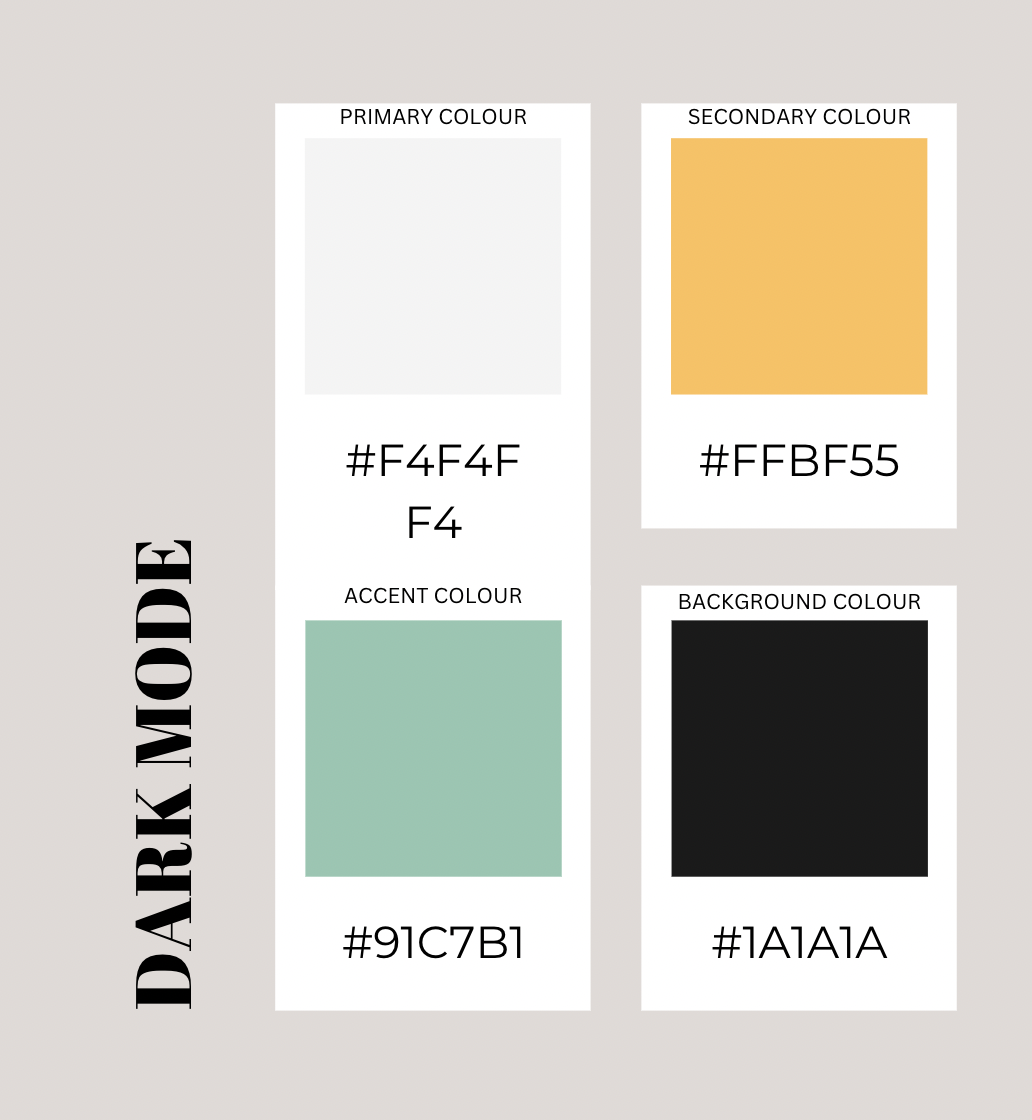 DARK MODE
PRIMARY COLOUR
#F4F4F
F4
SECONDARY COLOUR
#FFBF55
ACCENT COLOUR
#91C7B1
BACKGROUND COLOUR
#1A1A1A